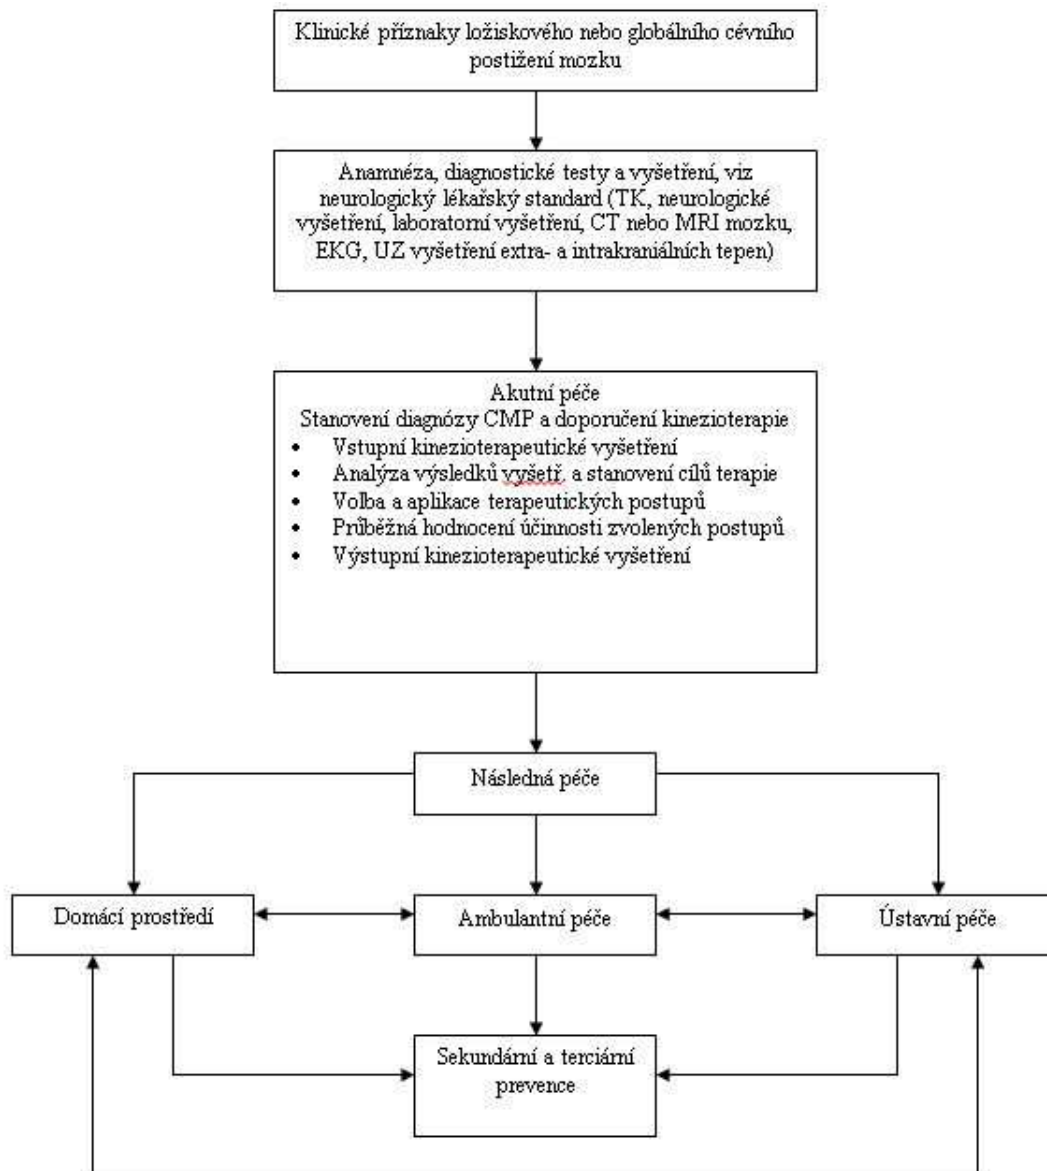 Klinické příznaky ložiskového nebo globálního cévního
postižení mozku
Anamnéza, diagnostické testy a vyšetření, viz
neurologický lékařský standard (TK, neurologické
vyšetření, laboratorní vyšetření, CT nebo MRI mozku,
EKG, UZ vyšetření extra- a intrakraniálních tepen)
Akutní péče
Stanovení diagnózy CMP a doporučení kinezioterapie
• Vstupní kinezioterapeutické vyšetření
• Analýza výsledků vyšetř. a stanovení cílů terapie
• Volba a aplikace terapeutických postupů
• Průběžná hodnocení účinnosti zvolených postupů
• Výstupní kinezioterapeutické vyšetření
Následná péče
Domácí prostředí
Ambulantní péče
Ústavní péče
Sekundární a terciární
prevence